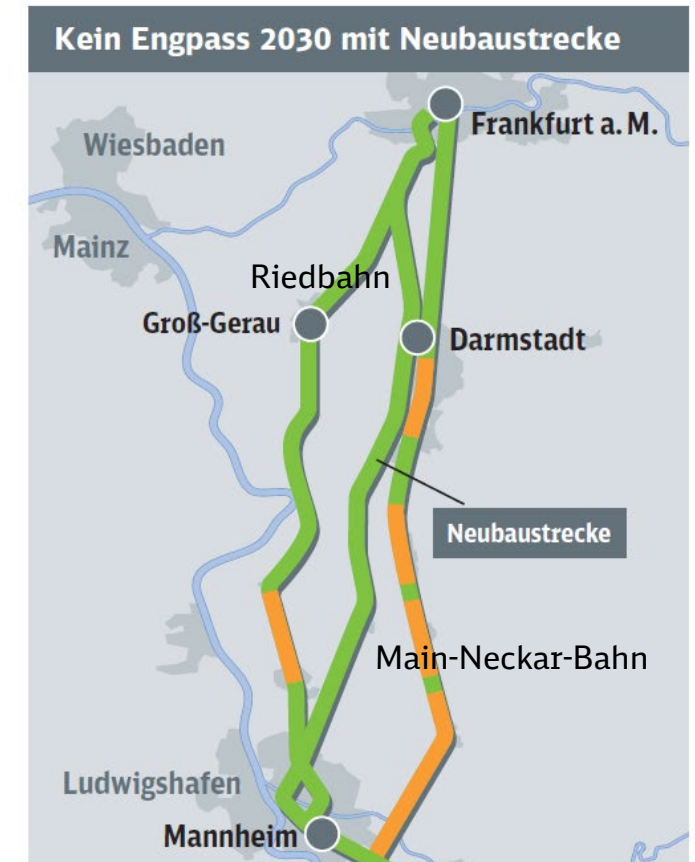 Kein Engpass 2030 mit Neubaustrecke
Frankfurt a. M.
Wiesbaden
Mainz
Riedbahn
Groß-Gerau
Darmstadt
Neubaustrecke
Main-Neckar-Bahn
Ludwigshafen
Mannheim